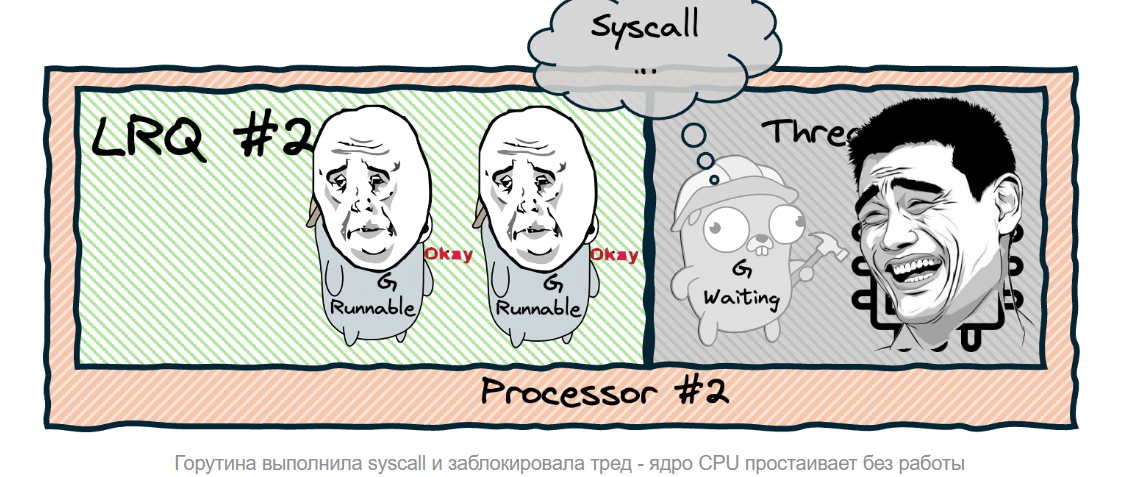 Syscall
...
LRQ #2
Okay
Okay
G
Runnable
G
Runnable
G
Waiting
Processor #2
Горутина выполнила syscall и заблокировала тред - ядро CPU простаивает без работы